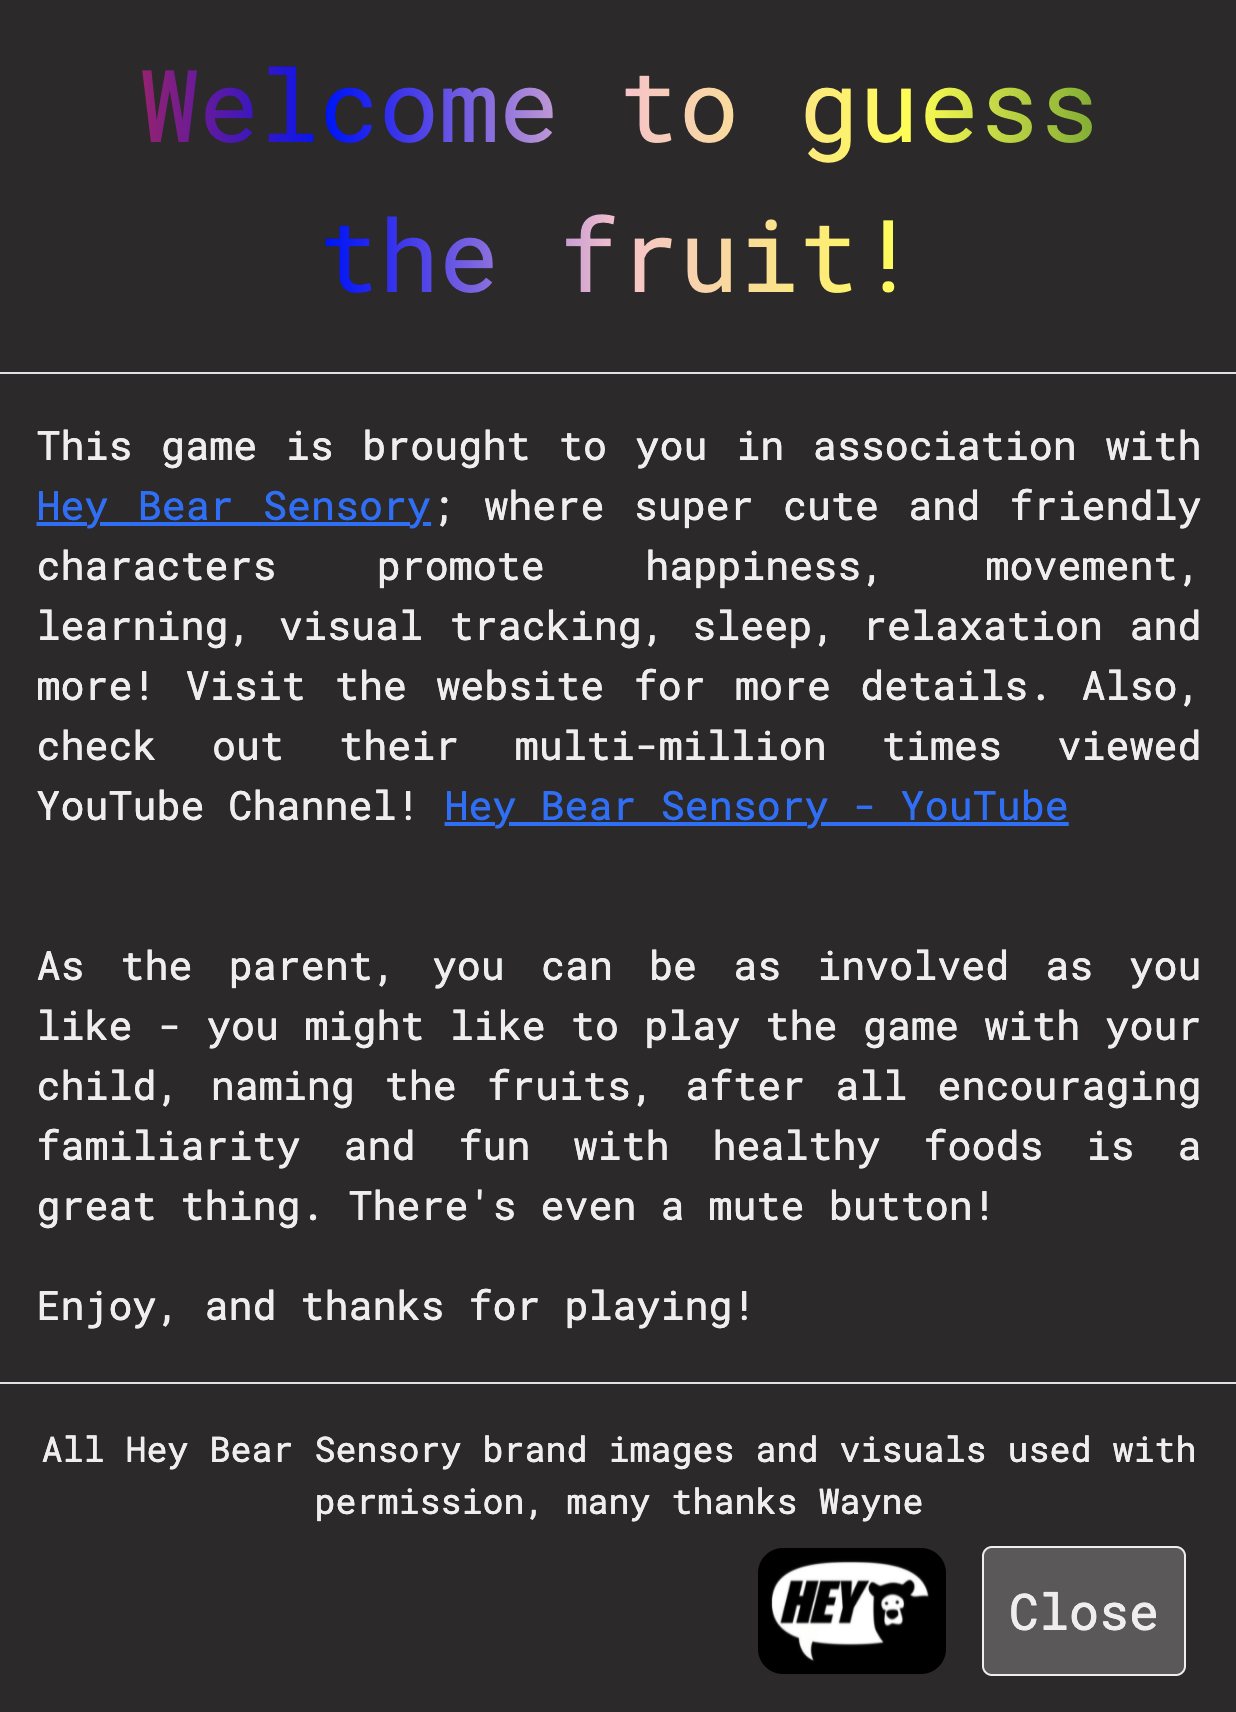 Welcome to guess
the fruit!
This game is brought to you in association with
Hey Bear Sensory; where super cute and friendly
characters promote happiness, movement,
learning, visual tracking, sleep, relaxation and
more! Visit the website for more details. Also,
check out their multi-million times viewed
YouTube Channel! Hey Bear Sensory - YouTube
As the parent, you can be as involved as you
like - you might like to play the game with your
child, naming the fruits, after all encouraging
familiarity and fun with healthy foods is a
great thing. There's even a mute button!
Enjoy, and thanks for playing!
All Hey Bear Sensory brand images and visuals used with
permission, many thanks Wayne
HEY
Close